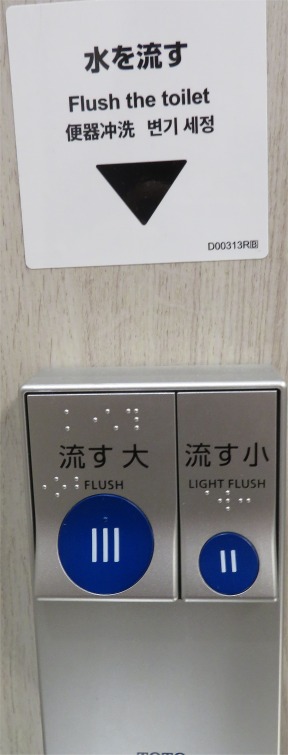 水を流す
Flush the toilet
便器冲洗 변기 세정
D00313R
流す 大
FLUSH
流す 小
LIGHT FLUSH